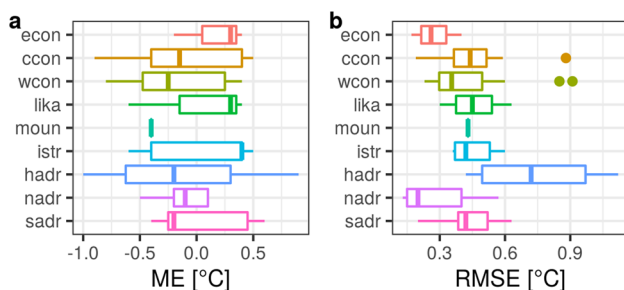 a
econ
ccon
wcon
lika
moun
istr
hadr
nadr
sadr
-1.0 -0.5 0.0 0.5
ME [°C]
b
econ
ccon
wcon
lika
moun
istr
hadr
nadr
sadr
0.3 0.6 0.9
RMSE [°C]